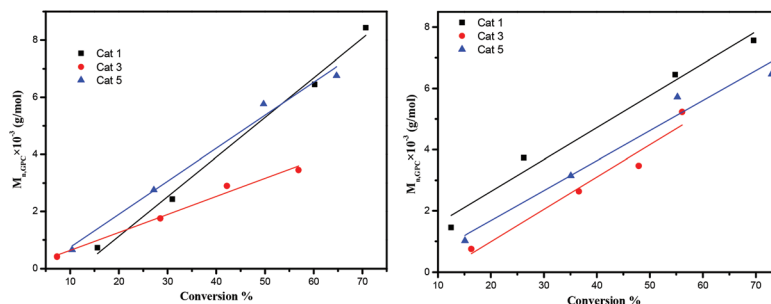 M_n,GPC×10^-3 (g/mol)
8
6
4
2
0
Cat 1
Cat 3
Cat 5
10 20 30 40 50 60 70
Conversion %
M_n,GPC×10^-3 (g/mol)
8
6
4
2
0
Cat 1
Cat 3
Cat 5
10 20 30 40 50 60 70
Conversion %